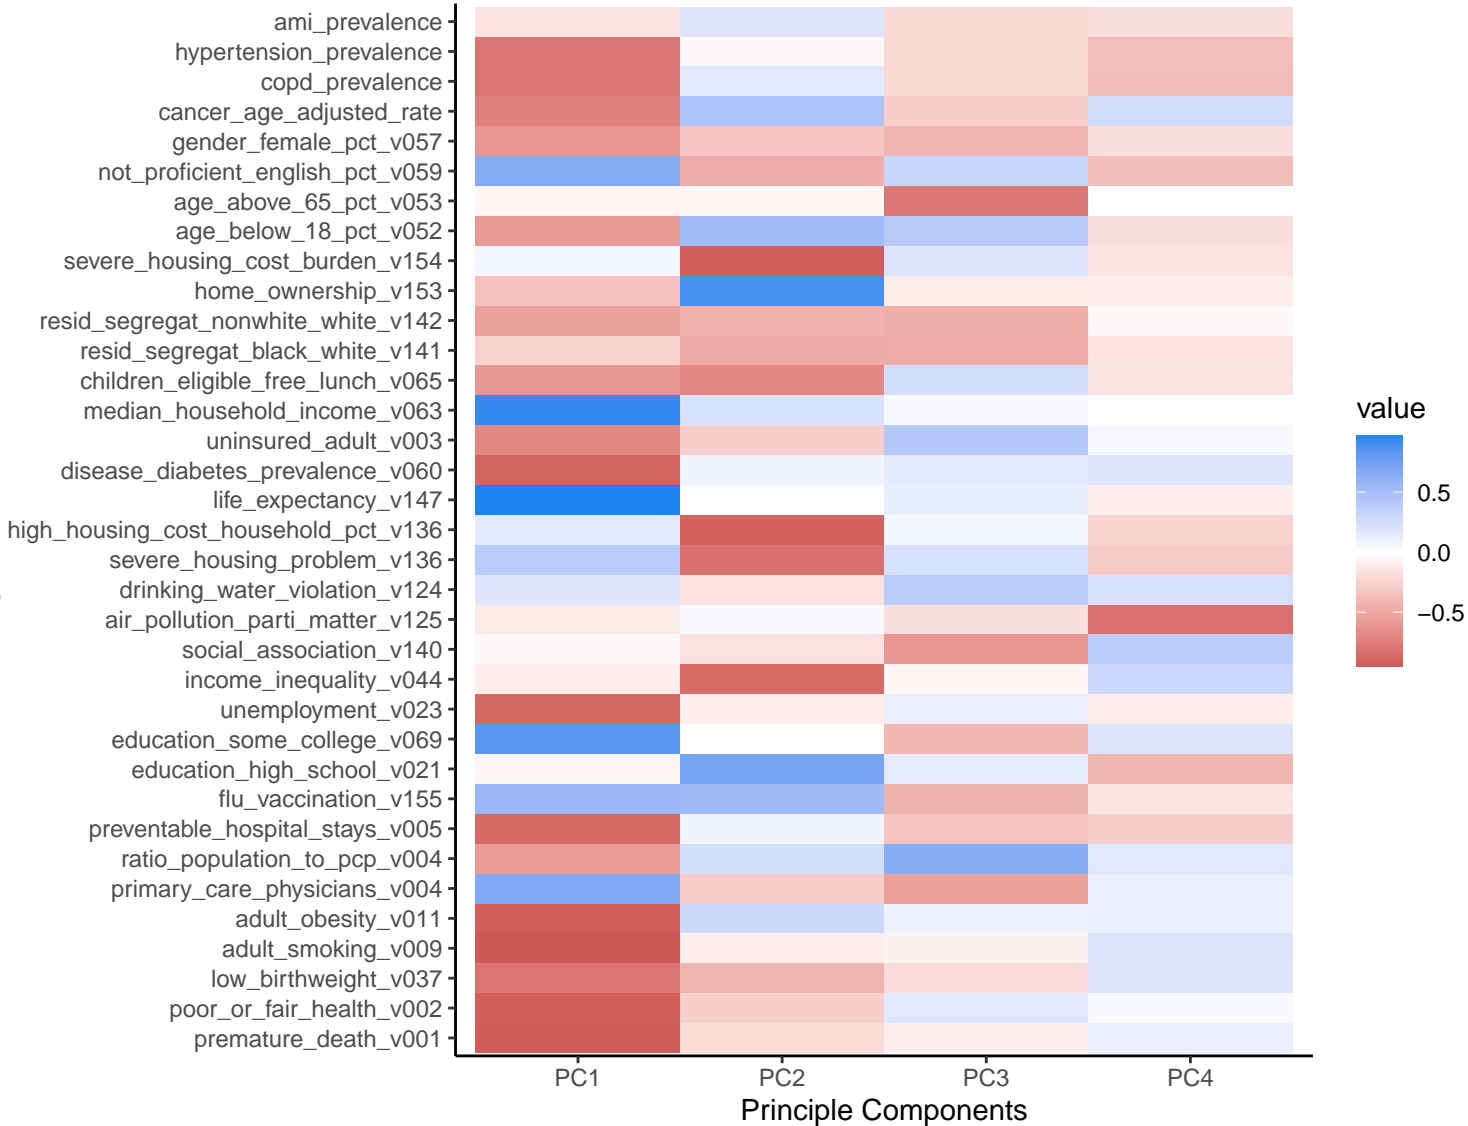 ami_prevalence
hypertension_prevalence
copd_prevalence
cancer_age_adjusted_rate
gender_female_pct_v057
not_proficient_english_pct_v059
age_above_65_pct_v053
age_below_18_pct_v052
severe_housing_cost_burden_v154
home_ownership_v153
resid_segregat_nonwhite_white_v142
resid_segregat_black_white_v141
children_eligible_free_lunch_v065
median_household_income_v063
uninsured_adult_v003
disease_diabetes_prevalence_v060
life_expectancy_v147
high_housing_cost_household_pct_v136
severe_housing_problem_v136
drinking_water_violation_v124
air_pollution_parti_matter_v125
social_association_v140
income_inequality_v044
unemployment_v023
education_some_college_v069
education_high_school_v021
flu_vaccination_v155
preventable_hospital_stays_v005
ratio_population_to_pcp_v004
primary_care_physicians_v004
adult_obesity_v011
adult_smoking_v009
low_birthweight_v037
poor_or_fair_health_v002
premature_death_v001
PC1 PC2 PC3 PC4
Principle Components
value
0.5
0.0
−0.5